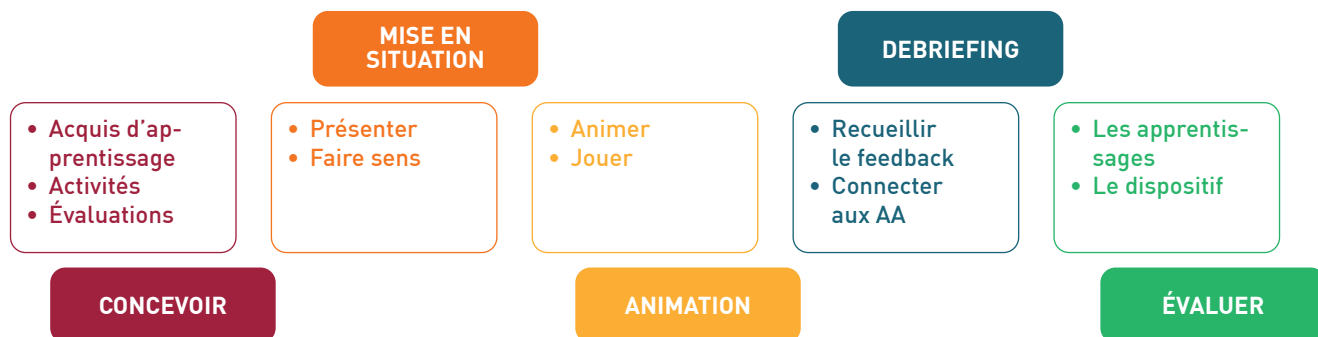 MISE EN
SITUATION
DEBRIEFING
• Acquis d’ap-
prentissage
• Activités
• Évaluations
• Présenter
• Faire sens
• Animer
• Jouer
• Recueillir
le feedback
• Connecter
aux AA
• Les apprentis-
sages
• Le dispositif
CONCEVOIR
ANIMATION
ÉVALUER